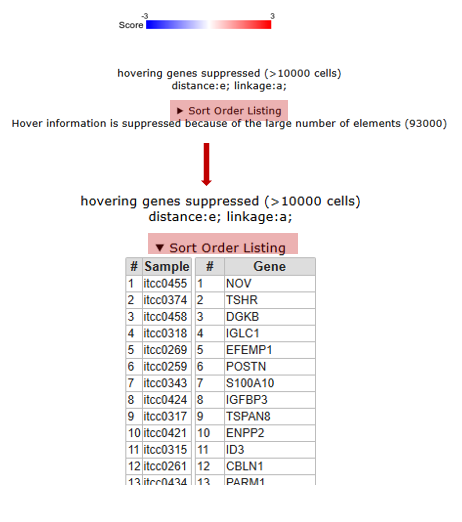 -3 3
Score
hovering genes suppressed (>10000 cells)
distance:e; linkage:a;
► Sort Order Listing
Hover information is suppressed because of the large number of elements (93000)
hovering genes suppressed (>10000 cells)
distance:e; linkage:a;
▼ Sort Order Listing
# Sample # Gene
1 itcc0455 1 NOV
2 itcc0374 2 TSHR
3 itcc0458 3 DGKB
4 itcc0318 4 IGLC1
5 itcc0269 5 EFEMP1
6 itcc0259 6 POSTN
7 itcc0343 7 S100A10
8 itcc0424 8 IGFBP3
9 itcc0317 9 TSPAN8
10 itcc0421 10 ENPP2
11 itcc0315 11 ID3
12 itcc0261 12 CBLN1
13 itcc0434 13 PARM1